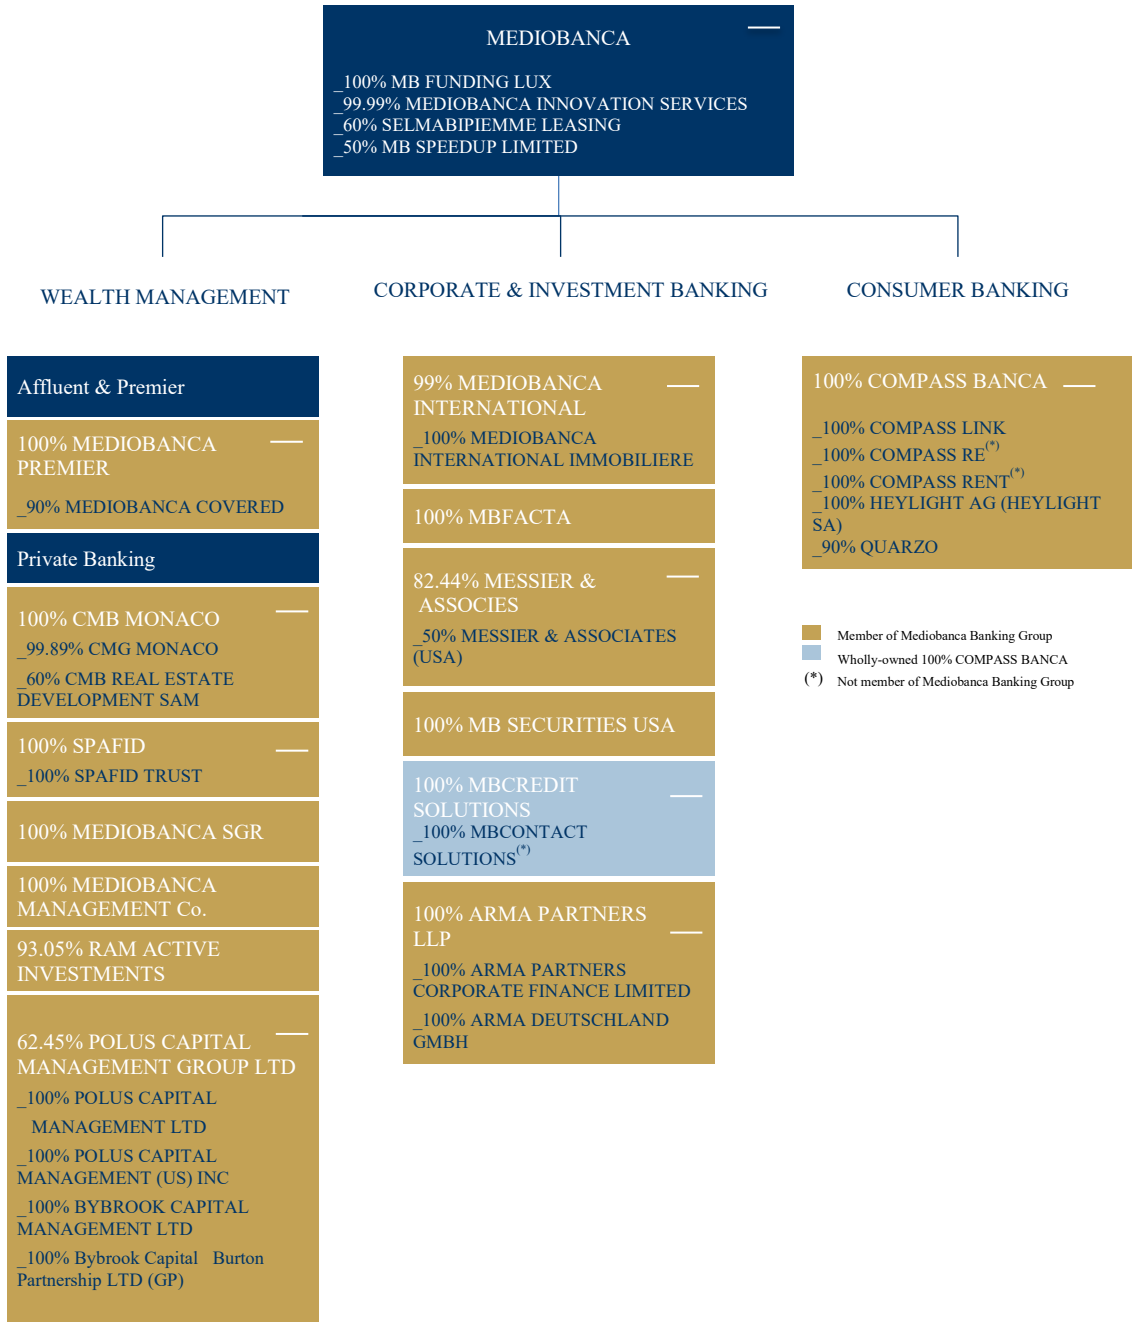 MEDIOBANCA
_100% MB FUNDING LUX
_99.99% MEDIOBANCA INNOVATION SERVICES
_60% SELMABIPIEMME LEASING
_50% MB SPEEDUP LIMITED
WEALTH MANAGEMENT
Affluent & Premier
100% MEDIOBANCA
PREMIER
_90% MEDIOBANCA COVERED
Private Banking
100% CMB MONACO
_99.89% CMG MONACO
_60% CMB REAL ESTATE
DEVELOPMENT SAM
100% SPAFID
_100% SPAFID TRUST
100% MEDIOBANCA SGR
100% MEDIOBANCA
MANAGEMENT Co.
93.05% RAM ACTIVE
INVESTMENTS
62.45% POLUS CAPITAL
MANAGEMENT GROUP LTD
_100% POLUS CAPITAL
MANAGEMENT LTD
_100% POLUS CAPITAL
MANAGEMENT (US) INC
_100% BYBROOK CAPITAL
MANAGEMENT LTD
_100% Bybrook Capital Burton
Partnership LTD (GP)
CORPORATE & INVESTMENT BANKING
99% MEDIOBANCA
INTERNATIONAL
_100% MEDIOBANCA
INTERNATIONAL IMMOBILIERE
100% MBFACTA
82.44% MESSIER &
ASSOCIES
_50% MESSIER & ASSOCIATES
(USA)
100% MB SECURITIES USA
100% MBCREDIT
SOLUTIONS
_100% MBCONTACT
SOLUTIONS(*)
100% ARMA PARTNERS
LLP
_100% ARMA PARTNERS
CORPORATE FINANCE LIMITED
_100% ARMA DEUTSCHLAND
GMBH
CONSUMER BANKING
100% COMPASS BANCA
_100% COMPASS LINK
_100% COMPASS RE(*)
_100% COMPASS RENT(*)
_100% HEYLIGHT AG (HEYLIGHT
SA)
_90% QUARZO
Member of Mediobanca Banking Group
Wholly-owned 100% COMPASS BANCA
(*) Not member of Mediobanca Banking Group